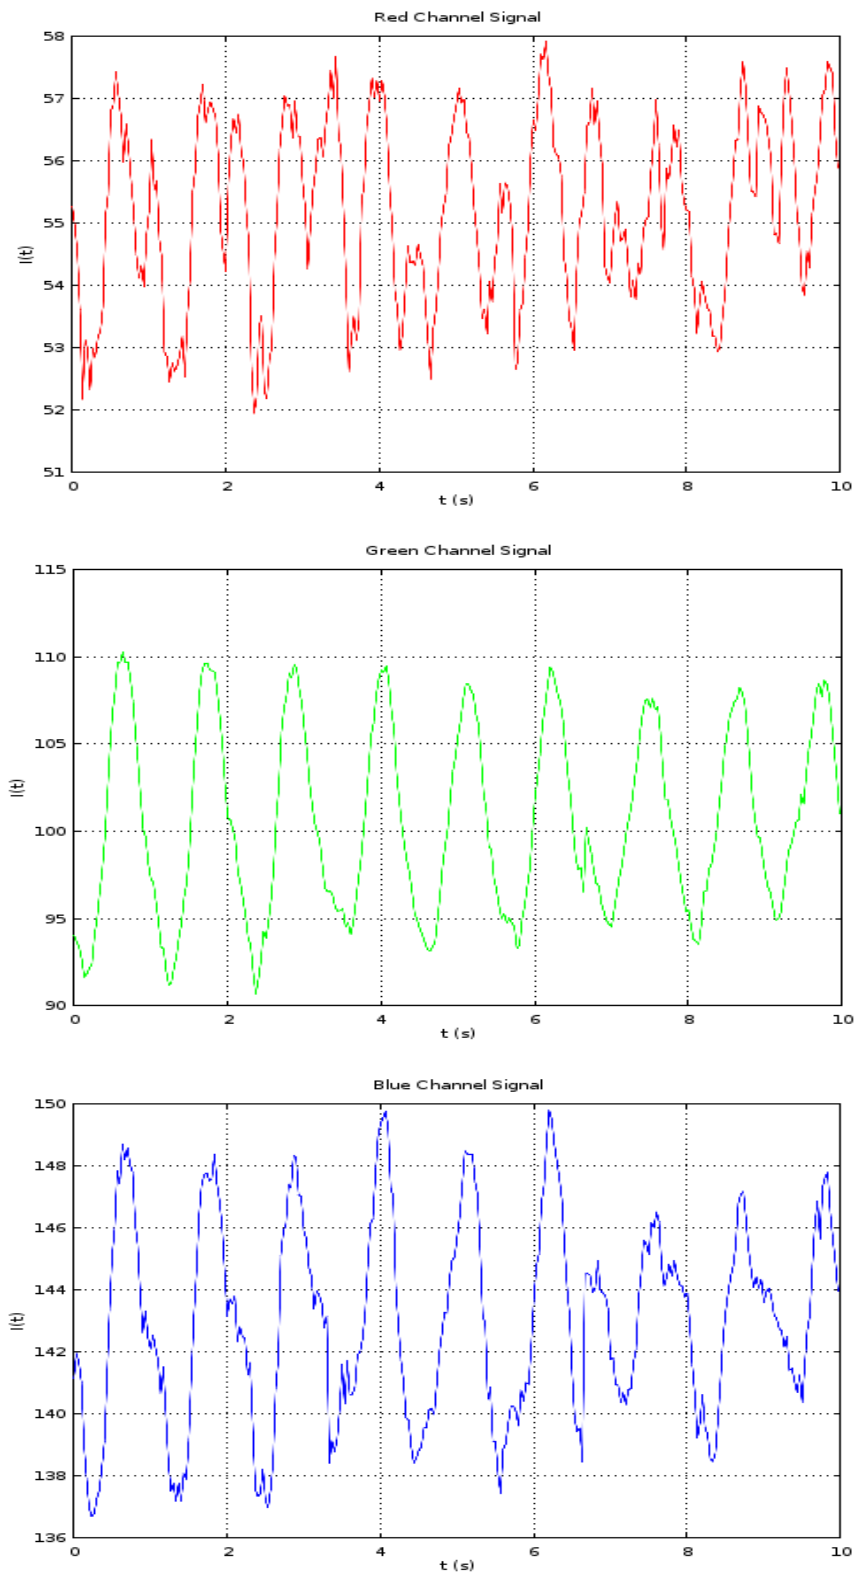 Red Channel Signal
58
57
56
55
54
53
52
51
I(t)
0 2 4 6 8 10
t (s)
Green Channel Signal
115
110
105
100
95
90
I(t)
0 2 4 6 8 10
t (s)
Blue Channel Signal
150
148
146
144
142
140
138
136
I(t)
0 2 4 6 8 10
t (s)